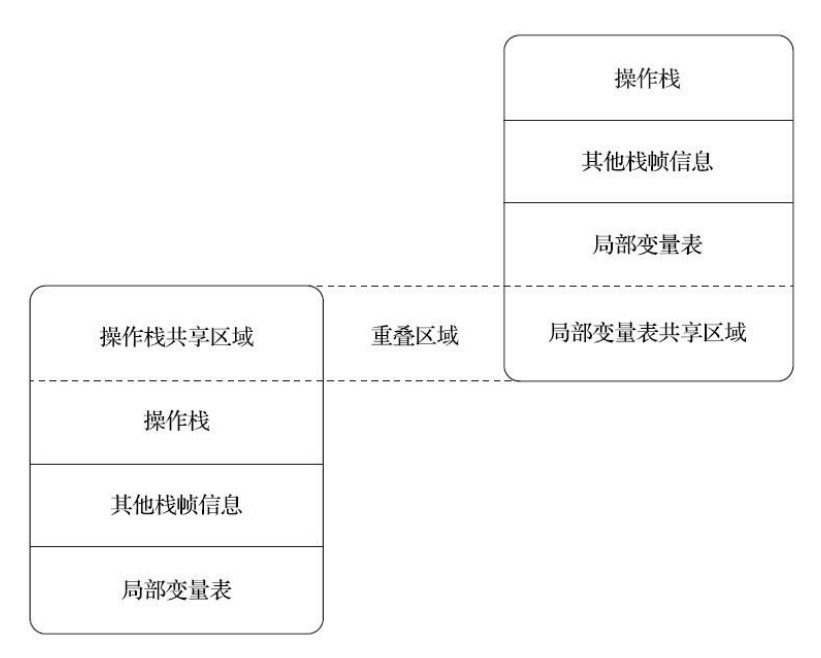 操作栈
其他栈帧信息
局部变量表
操作栈共享区域
重叠区域
局部变量表共享区域
操作栈
其他栈帧信息
局部变量表